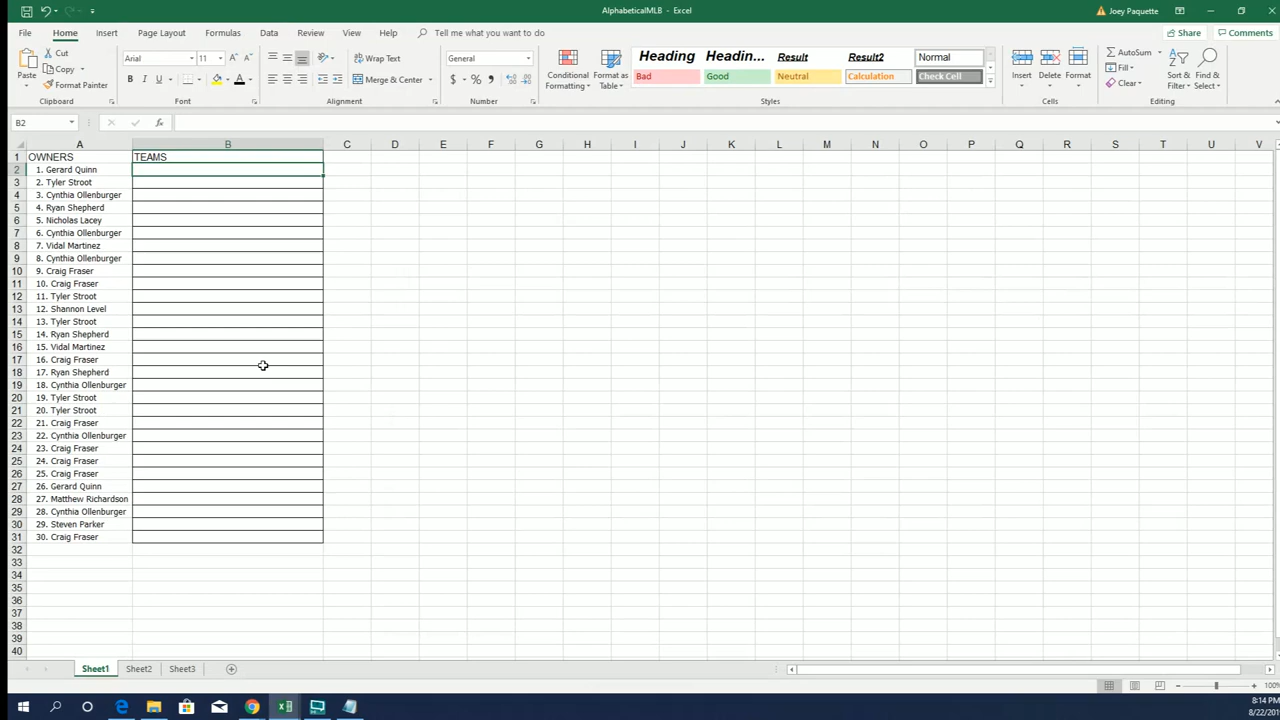 AlphabeticalMLB - Excel
Joey Paquette
File Home Insert Page Layout Formulas Data Review View Help Tell me what you want to do Share Comments
Paste Cut Copy Format Painter Clipboard
Arial 11 A A B I U A Font
Wrap Text Merge & Center Alignment
General $ % , Number
Conditional Formatting Format as Table Heading Headin... Result Result2 Normal
Bad Good Neutral Calculation Check Cell Styles
Insert Delete Format Cells
AutoSum Fill Clear Sort & Filter Find & Select Editing
B2 fx
A B C D E F G H I J K L M N O P Q R S T U V
1 OWNERS TEAMS
2 1. Gerard Quinn
3 2. Tyler Stroot
4 3. Cynthia Ollenburger
5 4. Ryan Shepherd
6 5. Nicholas Lacey
7 6. Cynthia Ollenburger
8 7. Vidal Martinez
9 8. Cynthia Ollenburger
10 9. Craig Fraser
11 10. Craig Fraser
12 11. Tyler Stroot
13 12. Shannon Level
14 13. Tyler Stroot
15 14. Ryan Shepherd
16 15. Vidal Martinez
17 16. Craig Fraser
18 17. Ryan Shepherd
19 18. Cynthia Ollenburger
20 19. Tyler Stroot
21 20. Tyler Stroot
22 21. Craig Fraser
23 22. Cynthia Ollenburger
24 23. Craig Fraser
25 24. Craig Fraser
26 25. Craig Fraser
27 26. Gerard Quinn
28 27. Matthew Richardson
29 28. Cynthia Ollenburger
30 29. Steven Parker
31 30. Craig Fraser
32
33
34
35
36
37
38
39
40
Sheet1 Sheet2 Sheet3
100%
8:14 PM